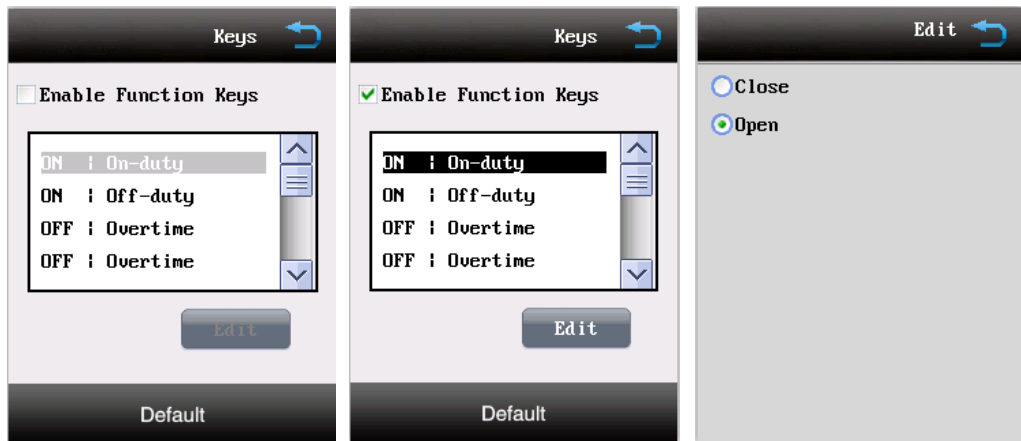 Keys
Enable Function Keys
ON ¦ On-duty
ON ¦ Off-duty
OFF ¦ Overtime
OFF ¦ Overtime
Edit
Default
Keys
Enable Function Keys
ON ¦ On-duty
ON ¦ Off-duty
OFF ¦ Overtime
OFF ¦ Overtime
Edit
Default
Edit
Close
Open